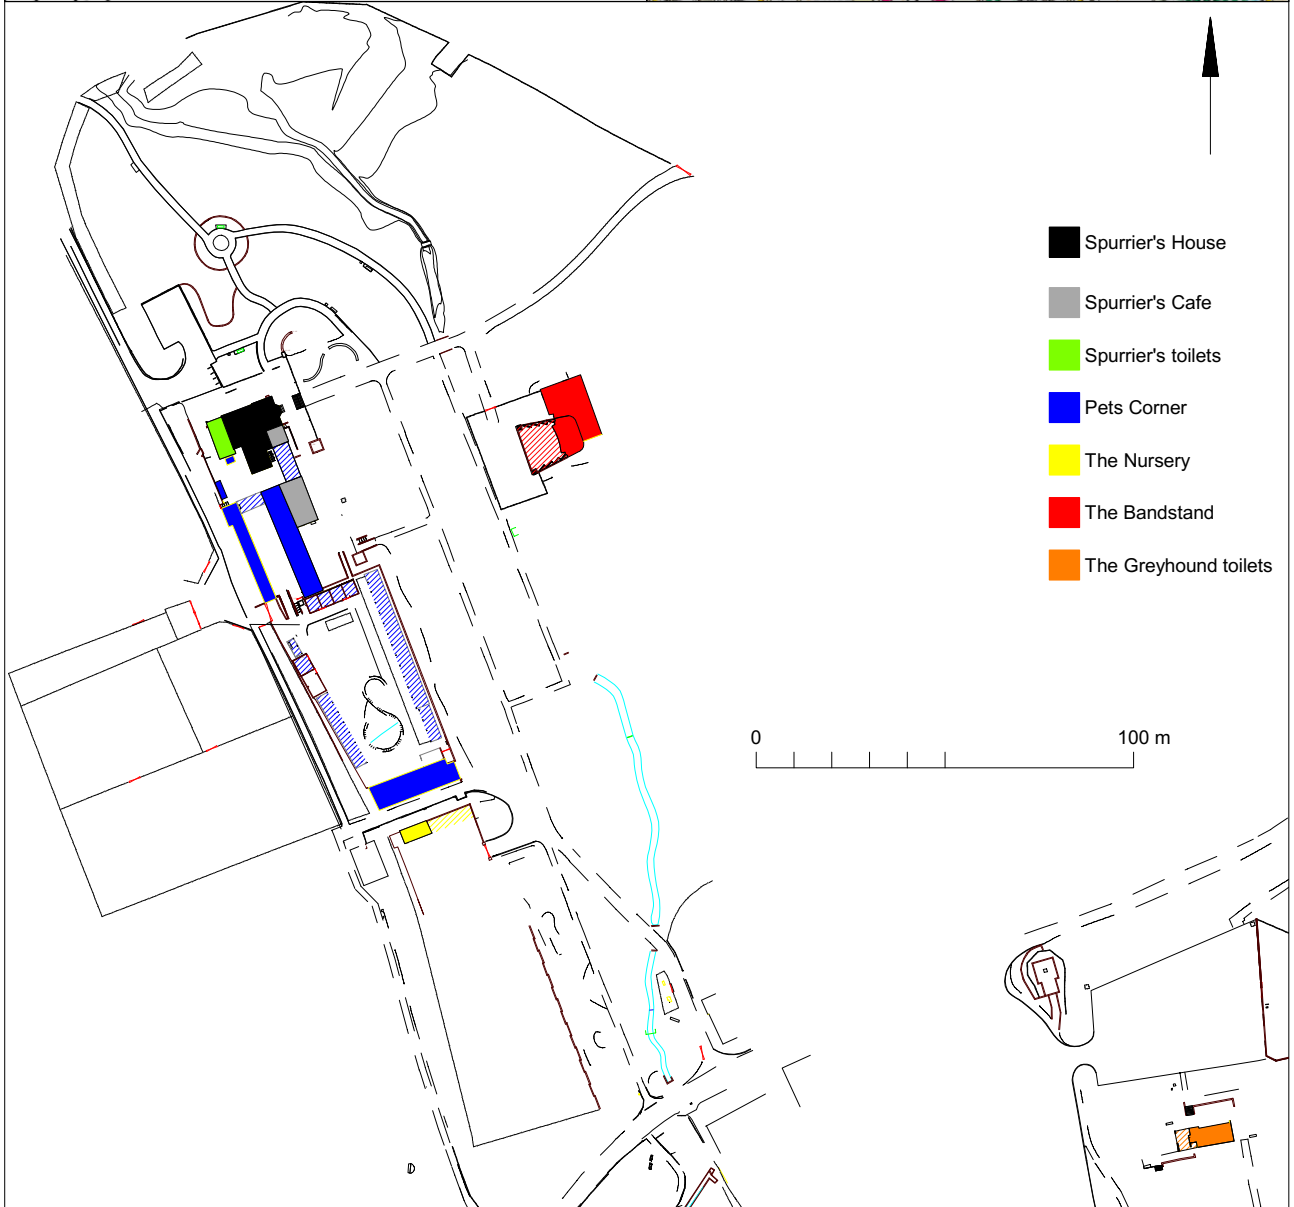 Spurrier's House
Spurrier's Cafe
Spurrier's toilets
Pets Corner
The Nursery
The Bandstand
The Greyhound toilets
0 100 m